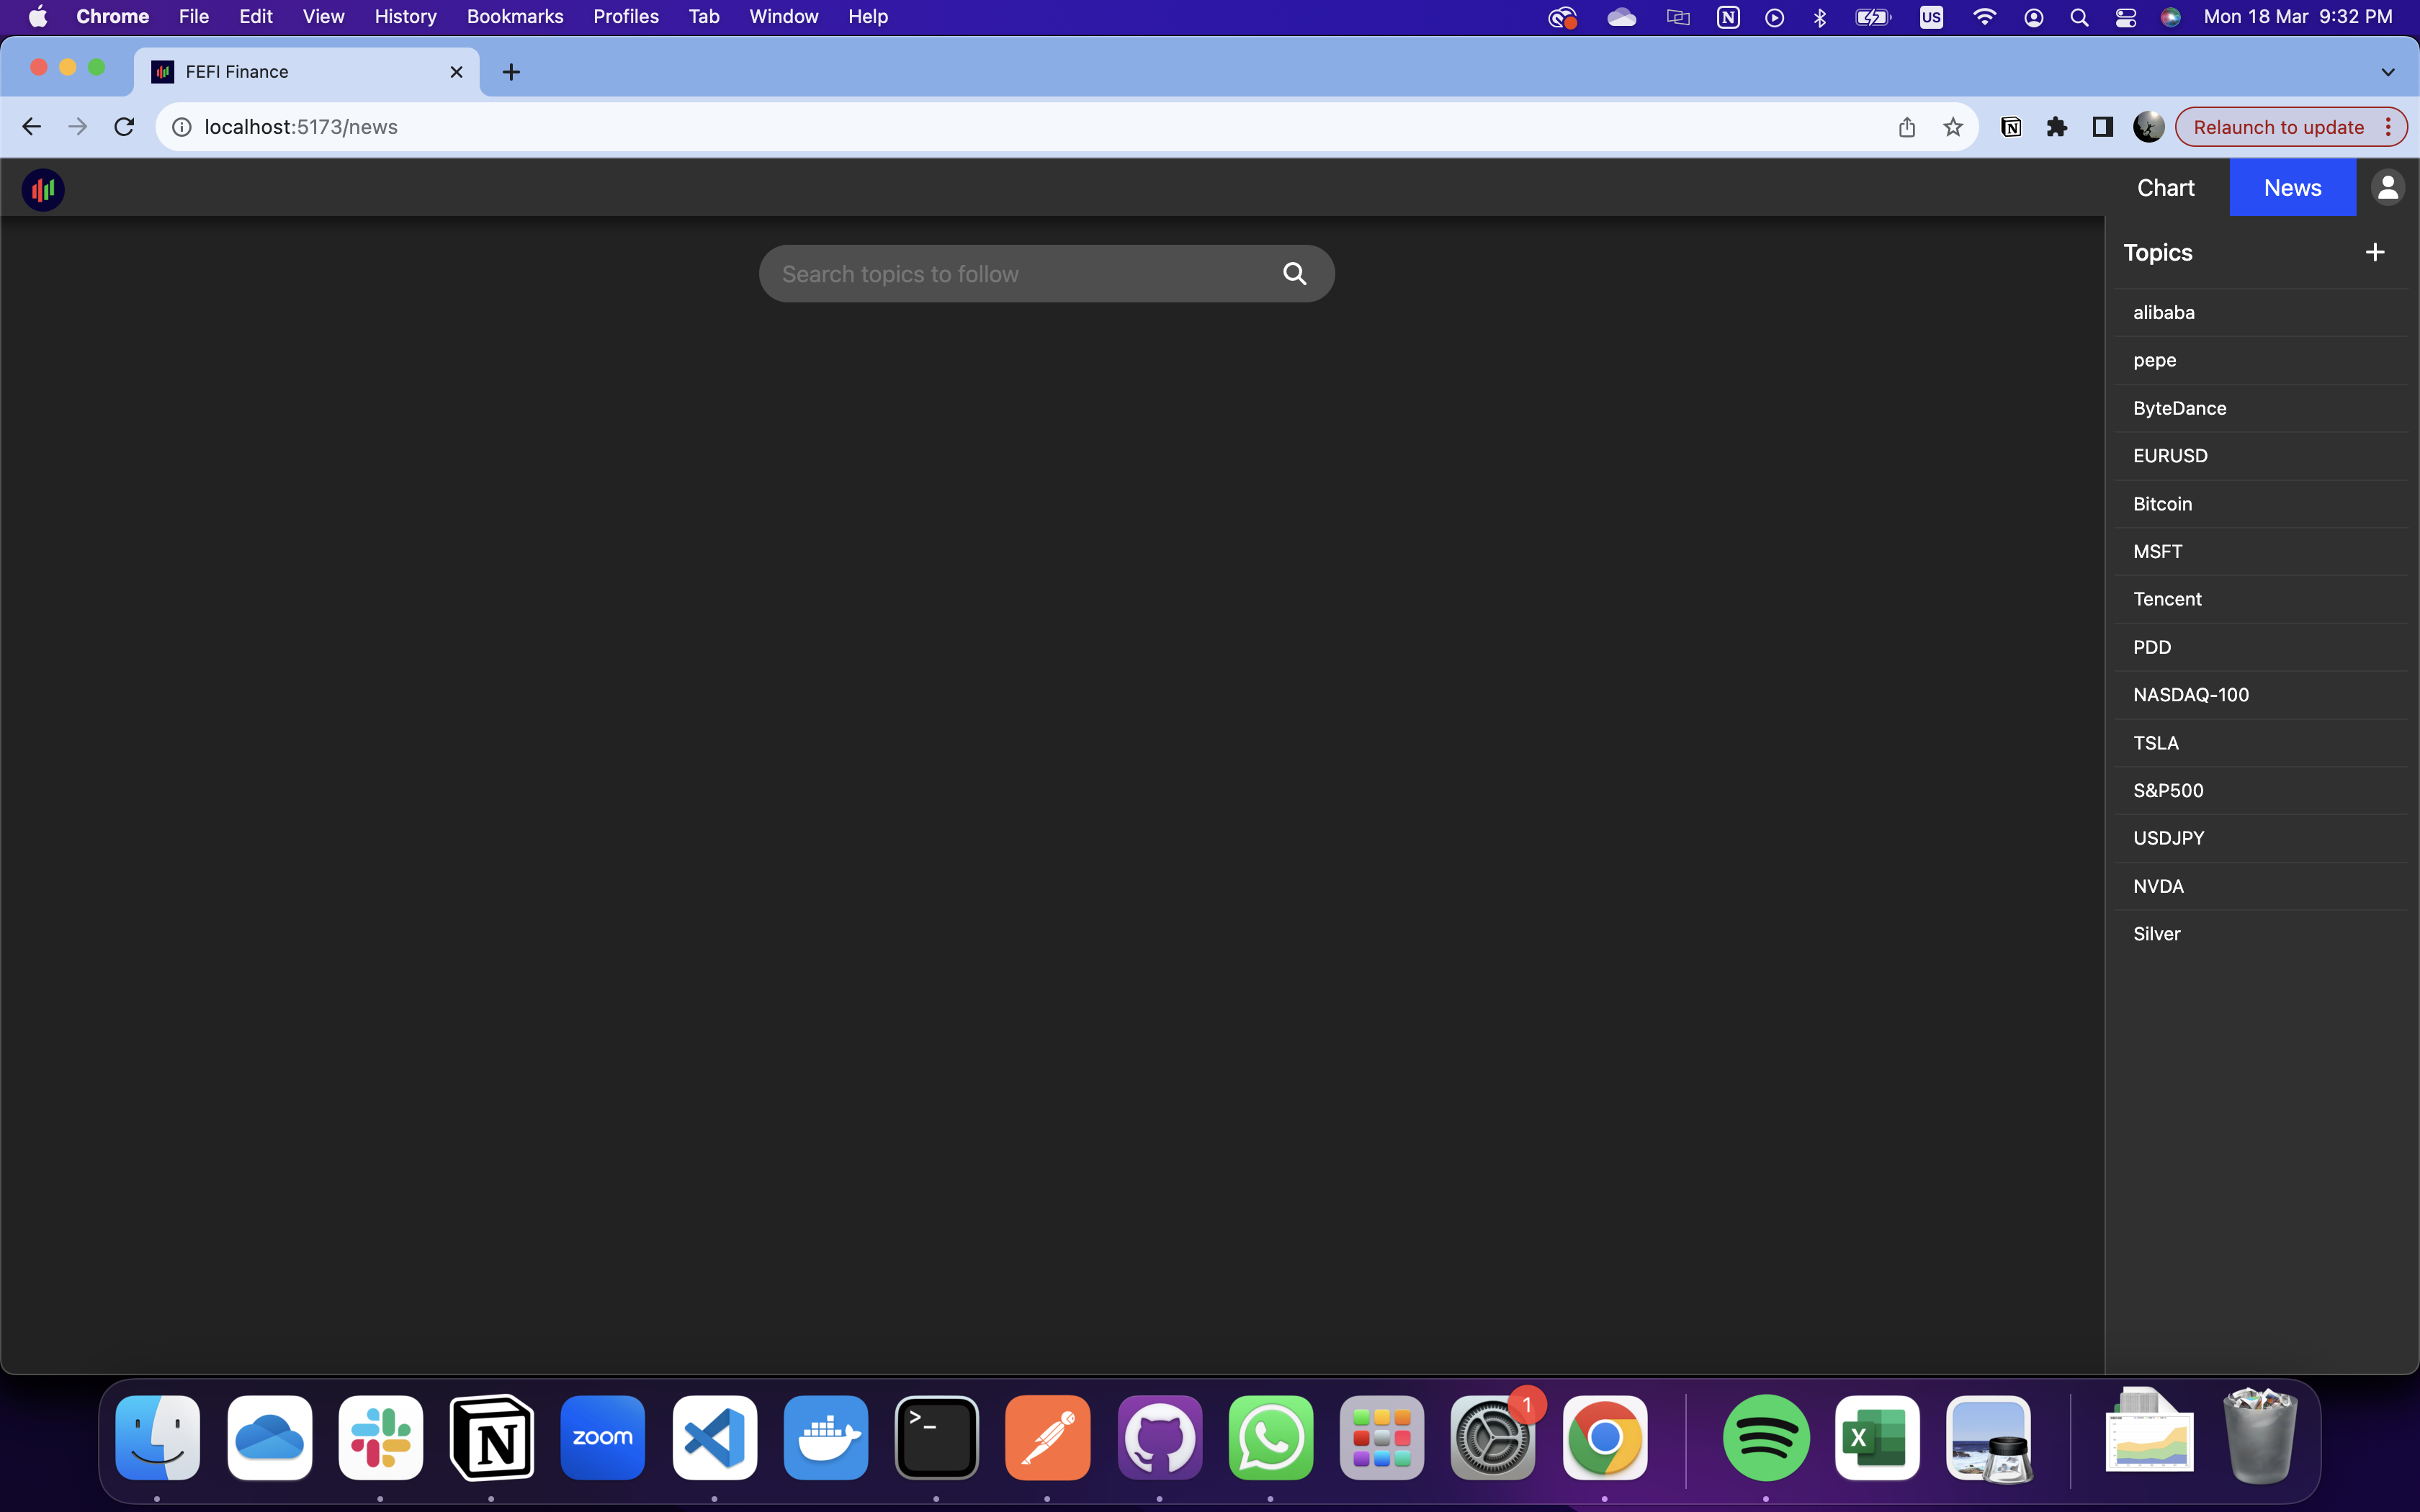 Chrome File Edit View History Bookmarks Profiles Tab Window Help N US Mon 18 Mar 9:32 PM
FEFI Finance
localhost:5173/news N Relaunch to update
Chart News
Topics
Search topics to follow
alibaba
pepe
ByteDance
EURUSD
Bitcoin
MSFT
Tencent
PDD
NASDAQ-100
TSLA
S&P500
USDJPY
NVDA
Silver
N zoom >_ 1 X